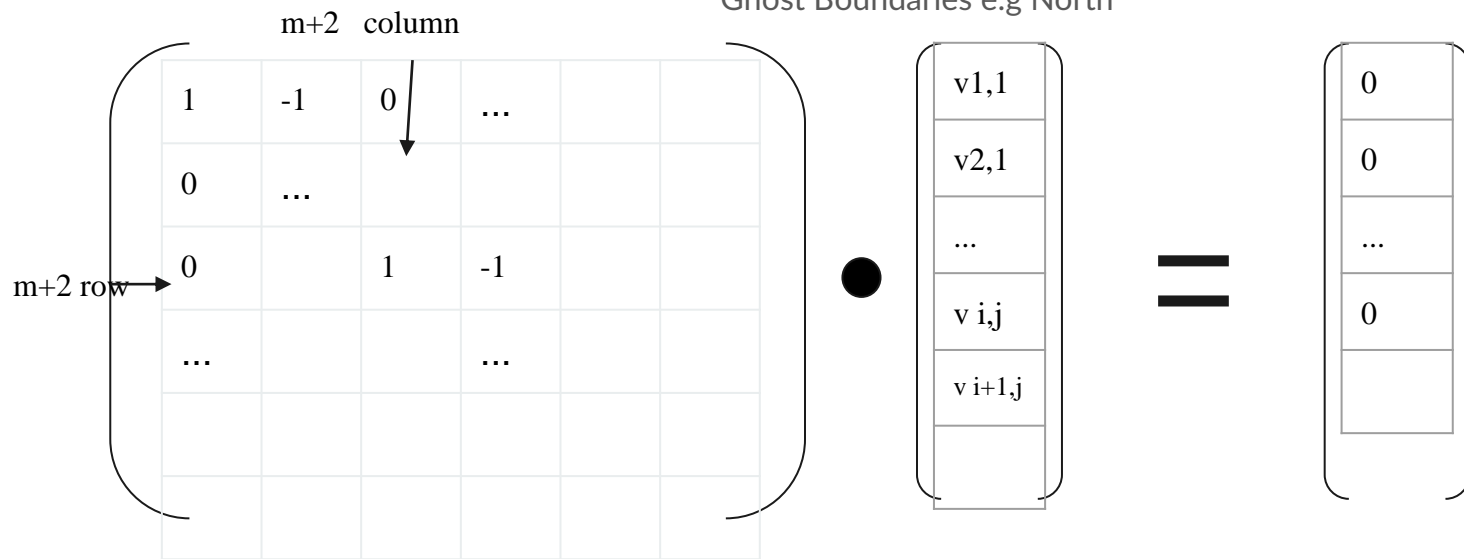 Ghost Boundaries e.g North
m+2 column
1 -1 0 ...
0 ...
m+2 row
0 1 -1
... ...
v1,1
v2,1
...
v i,j
v i+1,j
=
0
0
...
0